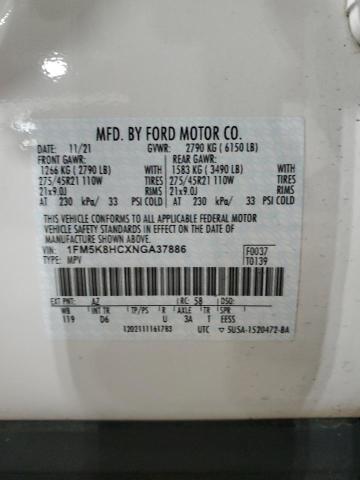 MFD. BY FORD MOTOR CO.
DATE: 11/21 GVWR: 2790 KG ( 6150 LB)
FRONT GAWR: REAR GAWR:
1266 KG ( 2790 LB) WITH 1583 KG ( 3490 LB) WITH
275/45R21 110W TIRES 275/45R21 110W TIRES
21x9.0J RIMS 21x9.0J RIMS
AT 230 kPa/ 33 PSI COLD AT 230 kPa/ 33 PSI COLD
THIS VEHICLE CONFORMS TO ALL APPLICABLE FEDERAL MOTOR
VEHICLE SAFETY STANDARDS IN EFFECT ON THE DATE OF
MANUFACTURE SHOWN ABOVE.
VIN: 1FM5K8HCXNGA37886 F0037
TYPE: MPV T0139
EXT PNT: AZ RC: 58 DSO:
WB INT TR TP/PS R AXLE TR SPR
119 D6 U 3A T EESS
1202111161783 UTC 5U5A-1520472-BA